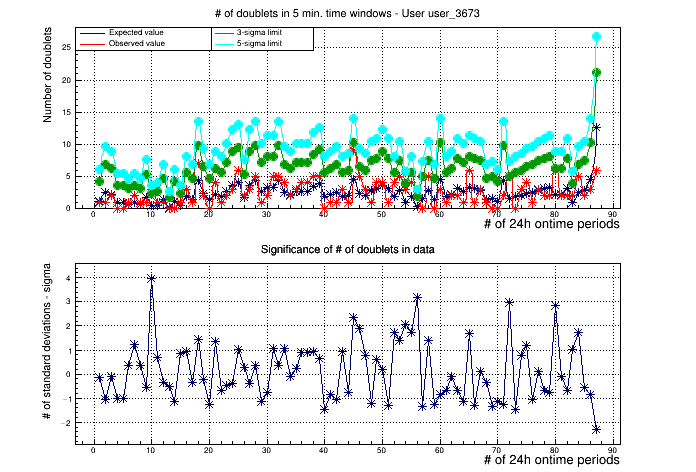 # of doublets in 5 min. time windows - User user_3673
Number of doublets
Expected value
Observed value
3-sigma limit
5-sigma limit
25
20
15
10
5
0
0 10 20 30 40 50 60 70 80 90
# of 24h ontime periods
Significance of # of doublets in data
# of standard deviations - sigma
4
3
2
1
0
−1
−2
0 10 20 30 40 50 60 70 80 90
# of 24h ontime periods